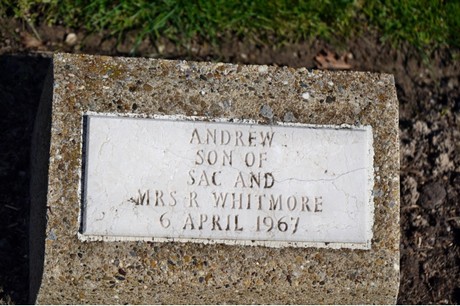 ANDREW
SON OF
SAC AND
MRS R WHITMORE
6 APRIL 1967